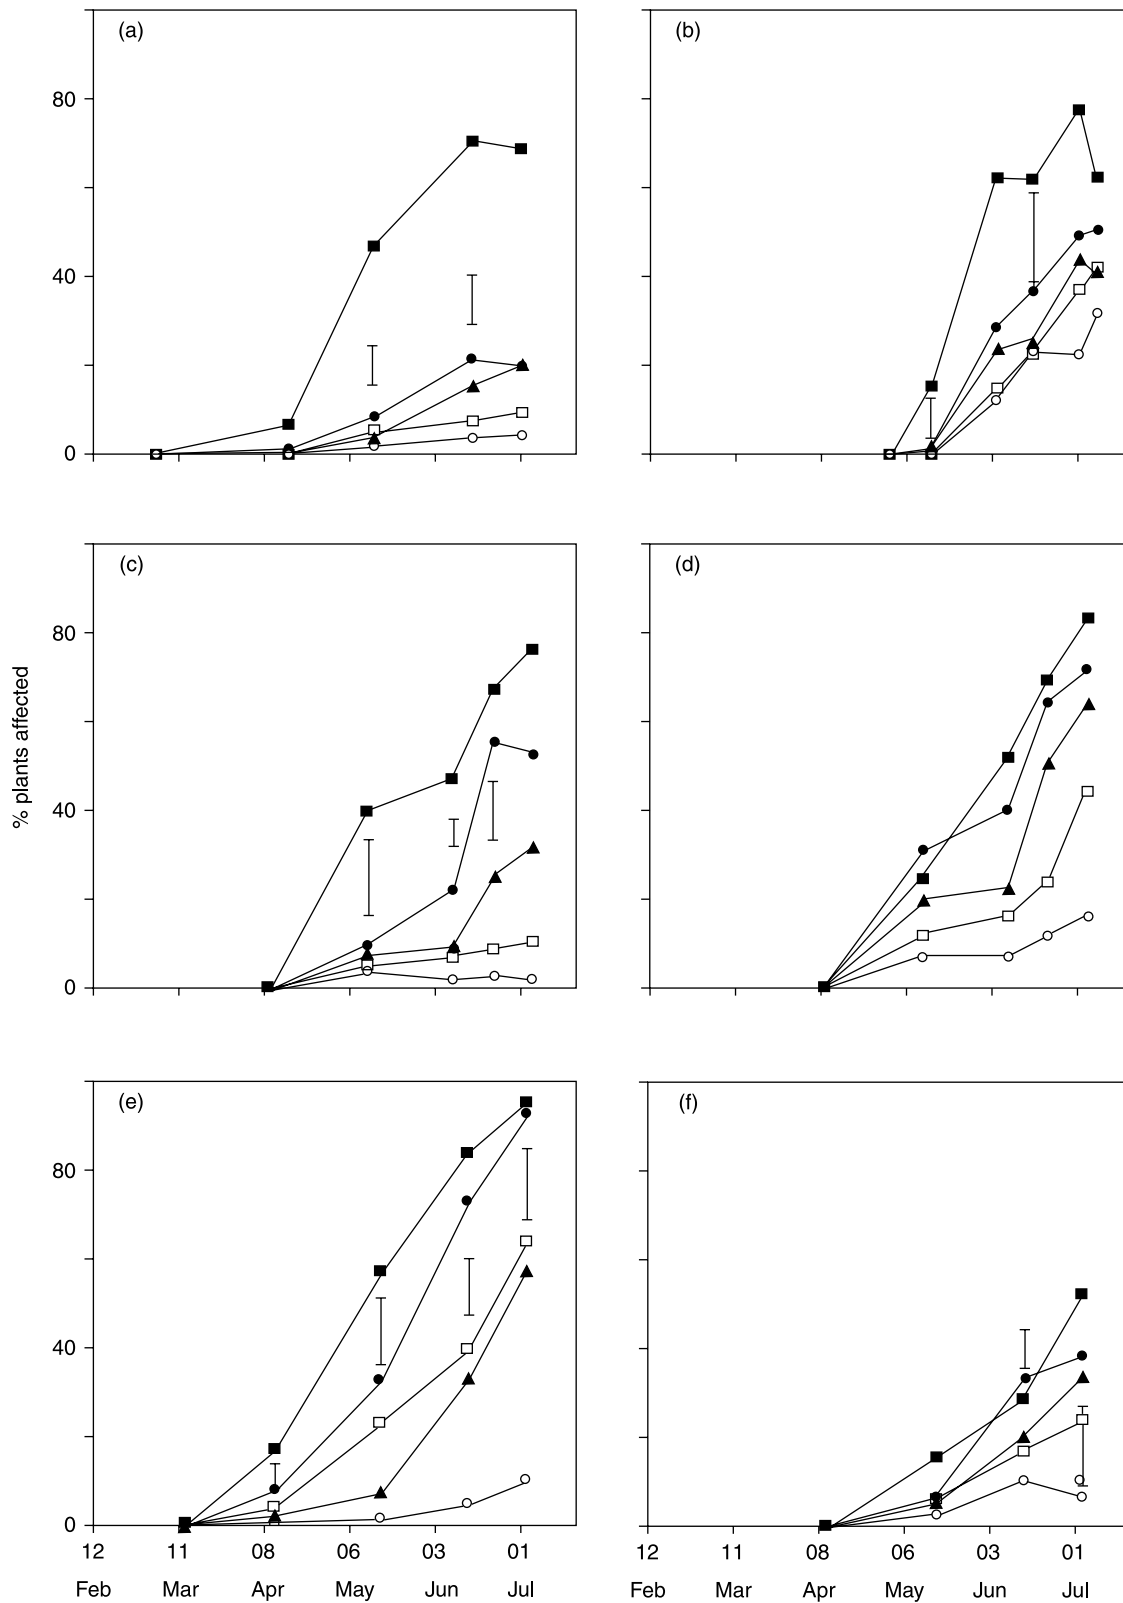 (a)
(b)
80
40
0
(c)
(d)
80
40
0
% plants affected
(e)
(f)
80
40
0
12 11 08 06 03 01 12 11 08 06 03 01
Feb Mar Apr May Jun Jul Feb Mar Apr May Jun Jul